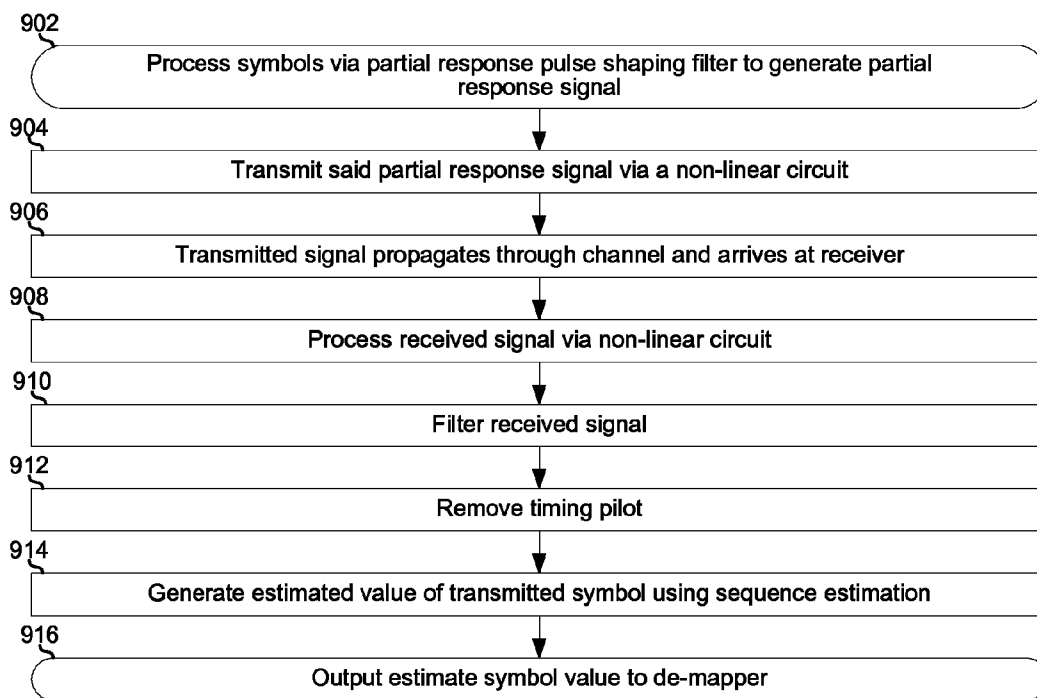 902
Process symbols via partial response pulse shaping filter to generate partial
response signal
904
Transmit said partial response signal via a non-linear circuit
906
Transmitted signal propagates through channel and arrives at receiver
908
Process received signal via non-linear circuit
910
Filter received signal
912
Remove timing pilot
914
Generate estimated value of transmitted symbol using sequence estimation
916
Output estimate symbol value to de-mapper